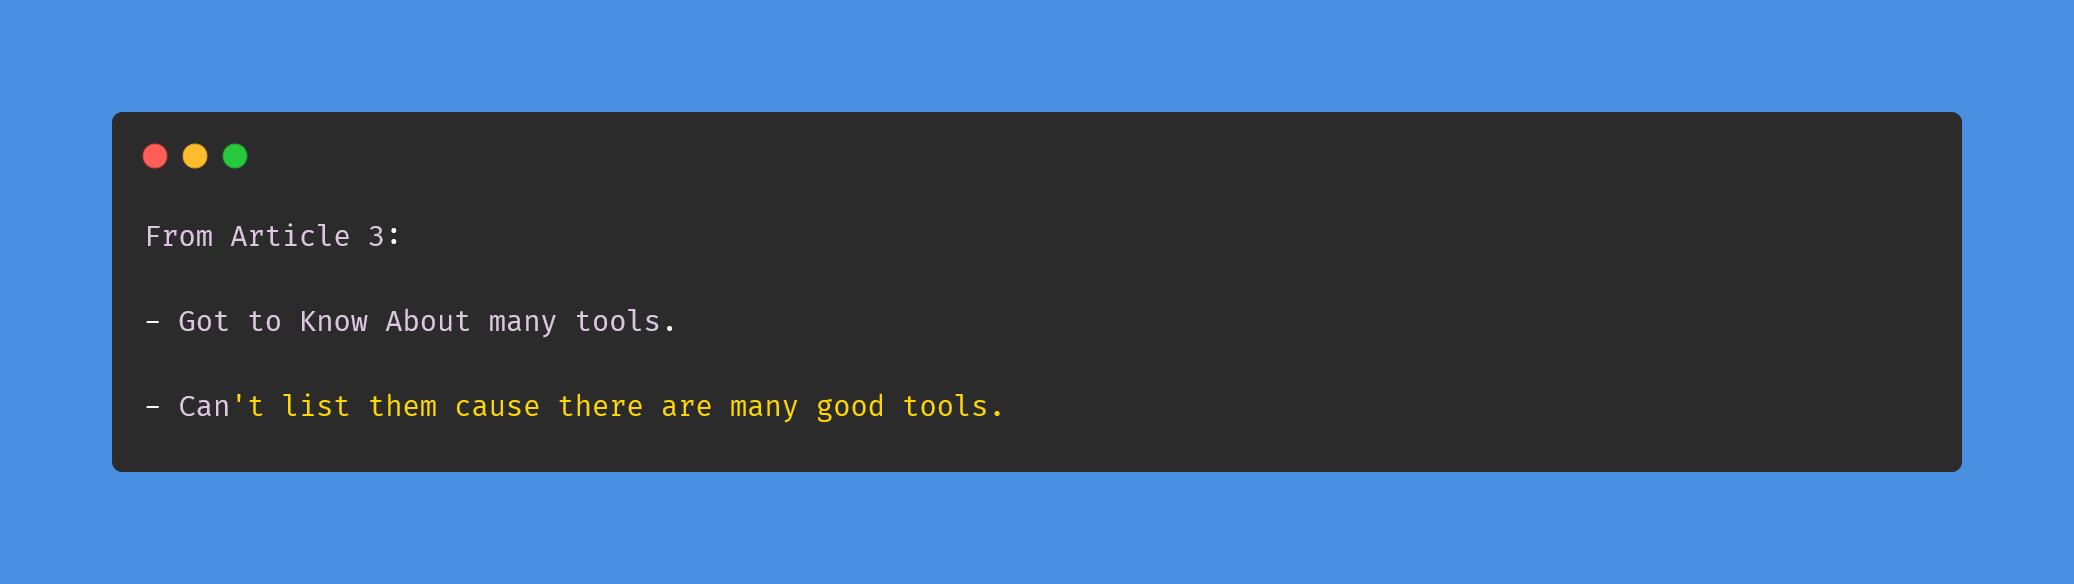 From Article 3:
- Got to Know About many tools.
- Can't list them cause there are many good tools.